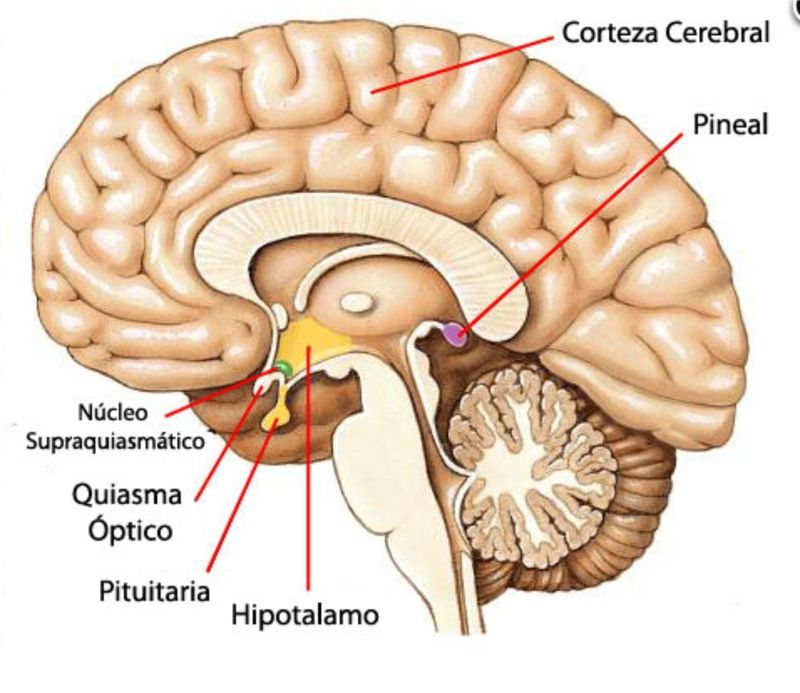 Corteza Cerebral
Pineal
Núcleo
Supraquiasmático
Quiasma
Óptico
Pituitaria
Hipotalamo